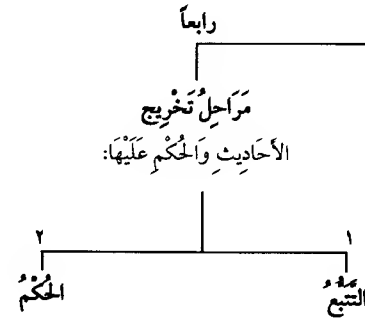 رابعاً
مَرَاحِلُ تَخْرِيجِ
الأَحَادِيثِ وَالحُكْمِ عَلَيْهَا:
١ ٢
التَّتَبُّعُ الحُكْمُ